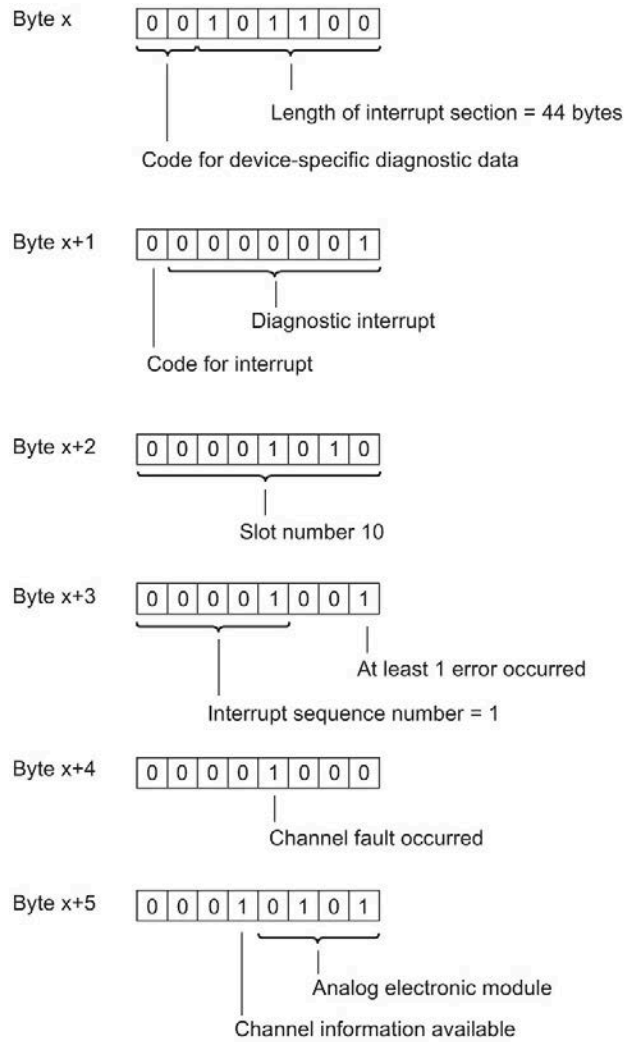 Byte x
0 0 1 0 1 1 0 0
Length of interrupt section = 44 bytes
Code for device-specific diagnostic data
Byte x+1
0 0 0 0 0 0 0 1
Diagnostic interrupt
Code for interrupt
Byte x+2
0 0 0 0 1 0 1 0
Slot number 10
Byte x+3
0 0 0 0 1 0 0 1
At least 1 error occurred
Interrupt sequence number = 1
Byte x+4
0 0 0 0 1 0 0 0
Channel fault occurred
Byte x+5
0 0 0 1 0 1 0 1
Analog electronic module
Channel information available